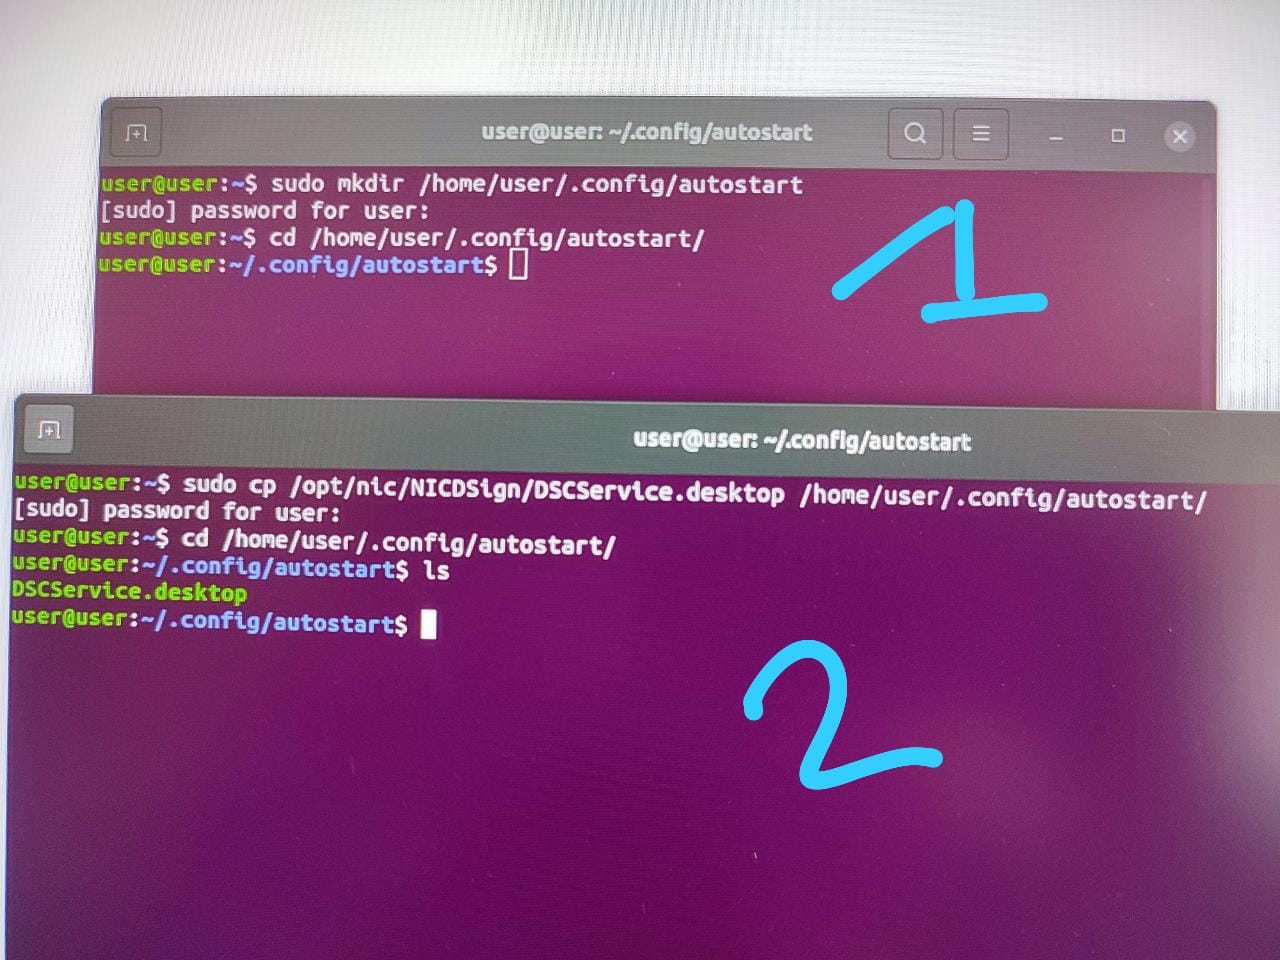 user@user: ~/.config/autostart
user@user:~$ sudo mkdir /home/user/.config/autostart
[sudo] password for user:
user@user:~$ cd /home/user/.config/autostart/
user@user:~/.config/autostart$
1
user@user: ~/.config/autostart
user@user:~$ sudo cp /opt/nic/NICDSign/DSCService.desktop /home/user/.config/autostart/
[sudo] password for user:
user@user:~$ cd /home/user/.config/autostart/
user@user:~/.config/autostart$ ls
DSCService.desktop
user@user:~/.config/autostart$
2